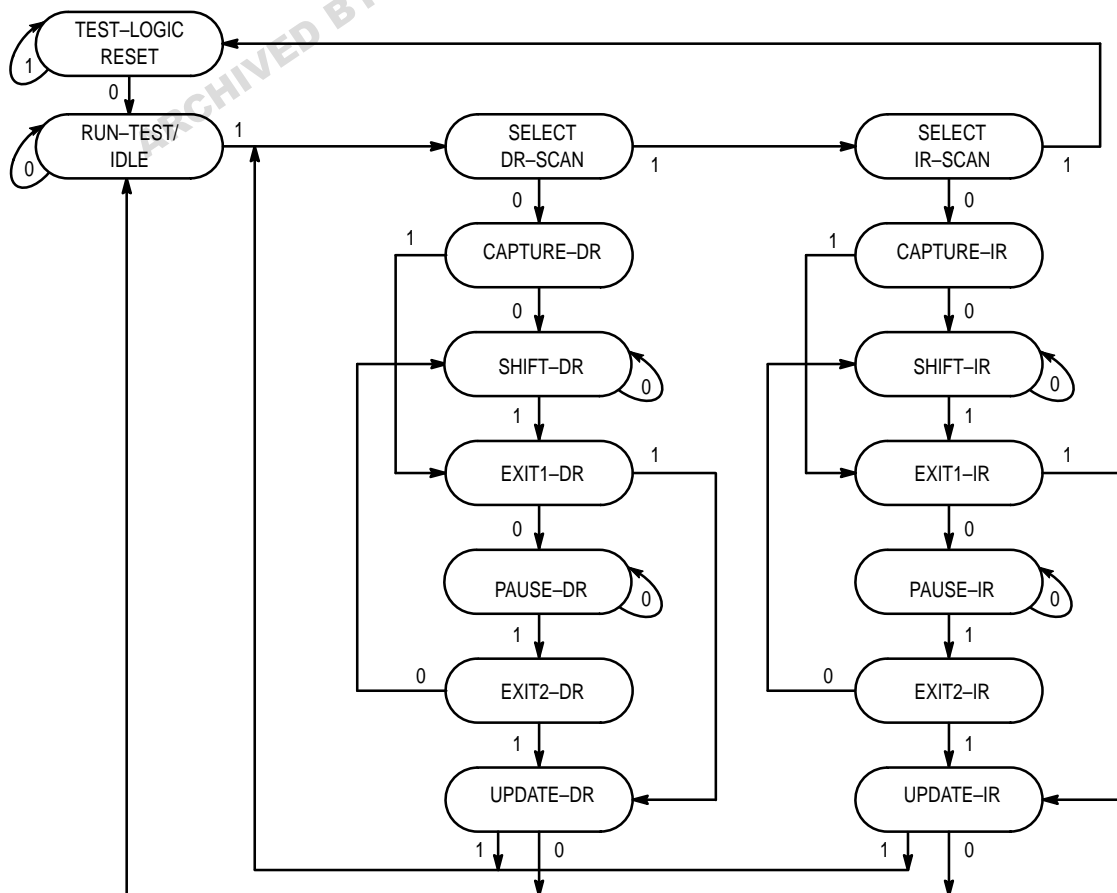 ARCHIVED BY
TEST–LOGIC
RESET
1
0
RUN–TEST/
IDLE
0
1
SELECT
DR–SCAN
1
SELECT
IR–SCAN
1
0
0
1
CAPTURE–DR
1
CAPTURE–IR
0
0
SHIFT–DR
0
SHIFT–IR
0
1
1
EXIT1–DR
1
EXIT1–IR
1
0
0
PAUSE–DR
0
PAUSE–IR
0
1
1
0
EXIT2–DR
0
EXIT2–IR
1
1
UPDATE–DR
UPDATE–IR
1
0
1
0